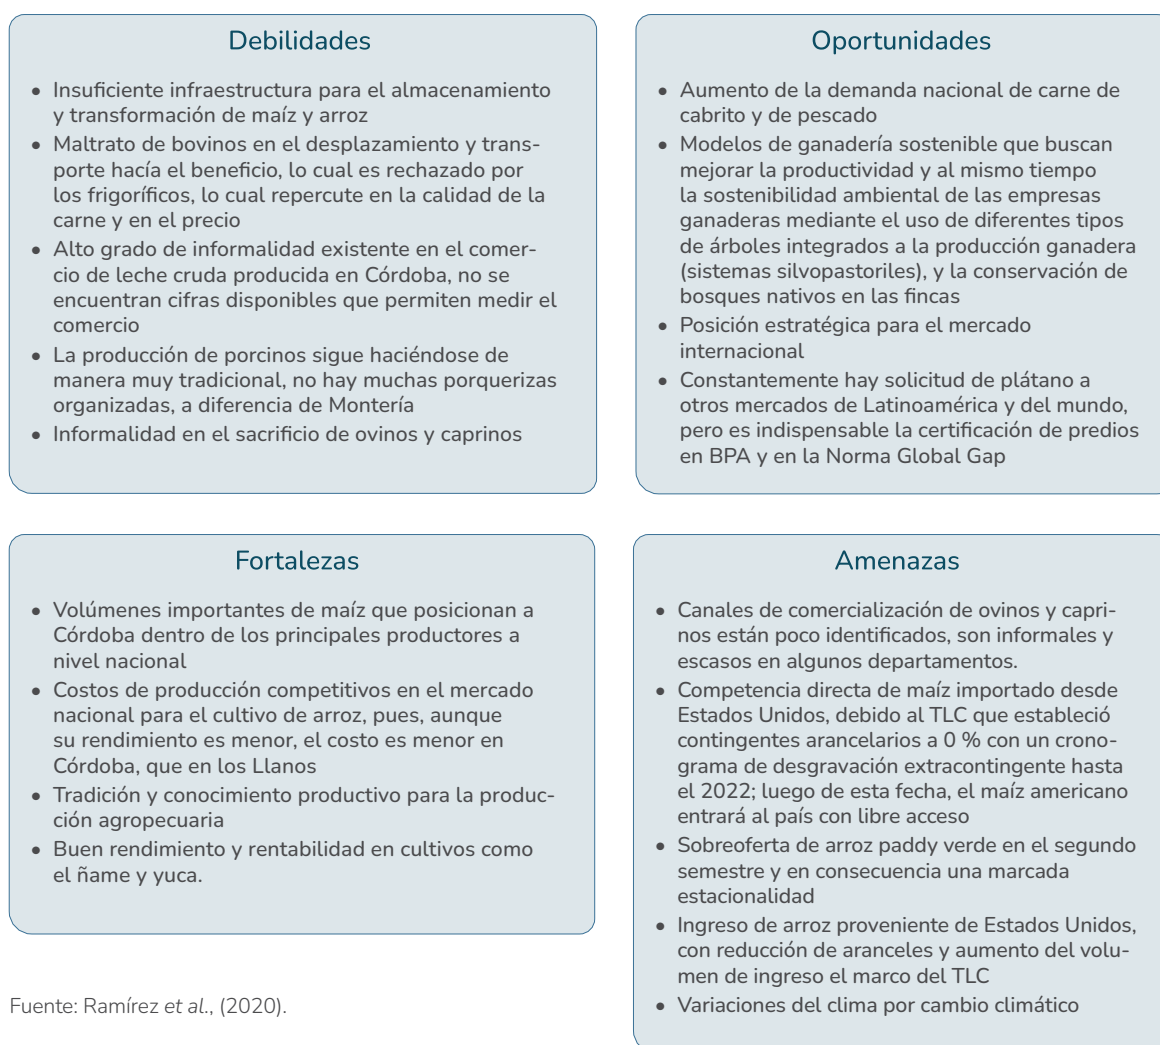 Debilidades
• Insuficiente infraestructura para el almacenamiento
y transformación de maíz y arroz
• Maltrato de bovinos en el desplazamiento y trans-
porte hacía el beneficio, lo cual es rechazado por
los frigoríficos, lo cual repercute en la calidad de la
carne y en el precio
• Alto grado de informalidad existente en el comer-
cio de leche cruda producida en Córdoba, no se
encuentran cifras disponibles que permiten medir el
comercio
• La producción de porcinos sigue haciéndose de
manera muy tradicional, no hay muchas porquerizas
organizadas, a diferencia de Montería
• Informalidad en el sacrificio de ovinos y caprinos
Oportunidades
• Aumento de la demanda nacional de carne de
cabrito y de pescado
• Modelos de ganadería sostenible que buscan
mejorar la productividad y al mismo tiempo
la sostenibilidad ambiental de las empresas
ganaderas mediante el uso de diferentes tipos
de árboles integrados a la producción ganadera
(sistemas silvopastoriles), y la conservación de
bosques nativos en las fincas
• Posición estratégica para el mercado
internacional
• Constantemente hay solicitud de plátano a
otros mercados de Latinoamérica y del mundo,
pero es indispensable la certificación de predios
en BPA y en la Norma Global Gap
Fortalezas
• Volúmenes importantes de maíz que posicionan a
Córdoba dentro de los principales productores a
nivel nacional
• Costos de producción competitivos en el mercado
nacional para el cultivo de arroz, pues, aunque
su rendimiento es menor, el costo es menor en
Córdoba, que en los Llanos
• Tradición y conocimiento productivo para la produc-
ción agropecuaria
• Buen rendimiento y rentabilidad en cultivos como
el ñame y yuca.
Amenazas
• Canales de comercialización de ovinos y capri-
nos están poco identificados, son informales y
escasos en algunos departamentos.
• Competencia directa de maíz importado desde
Estados Unidos, debido al TLC que estableció
contingentes arancelarios a 0 % con un crono-
grama de desgravación extracontingente hasta
el 2022; luego de esta fecha, el maíz americano
entrará al país con libre acceso
• Sobreoferta de arroz paddy verde en el segundo
semestre y en consecuencia una marcada
estacionalidad
• Ingreso de arroz proveniente de Estados Unidos,
con reducción de aranceles y aumento del volu-
men de ingreso el marco del TLC
• Variaciones del clima por cambio climático
Fuente: Ramírez et al., (2020).